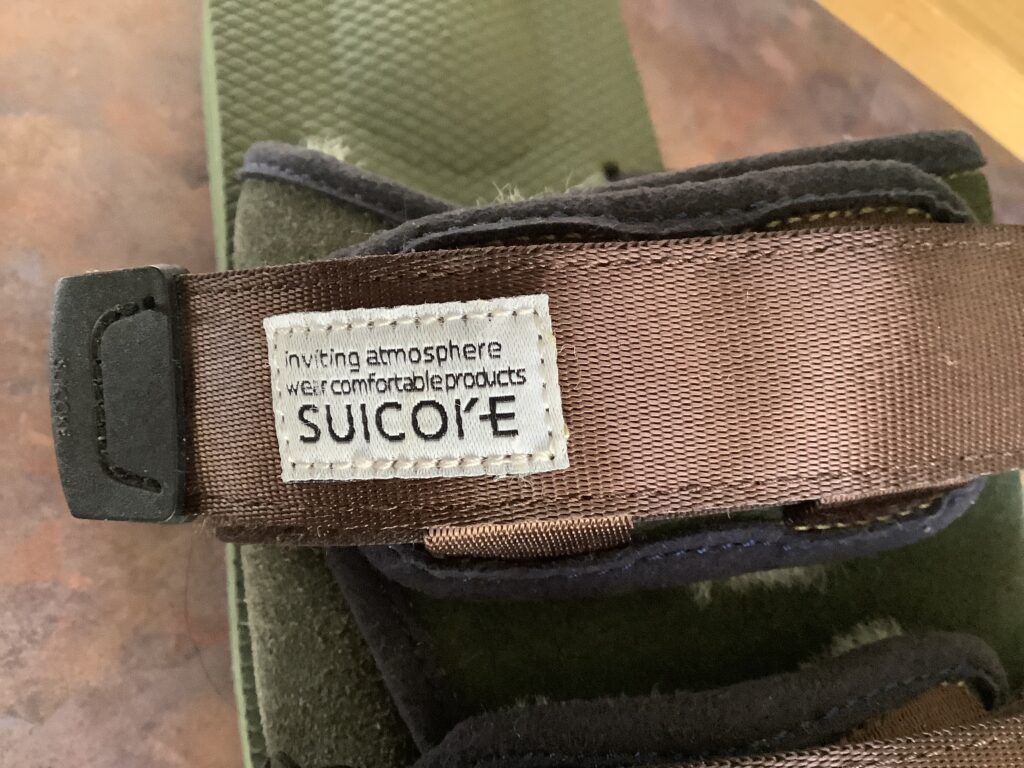 inviting atmosphere
wear comfortable products
SUICOKE